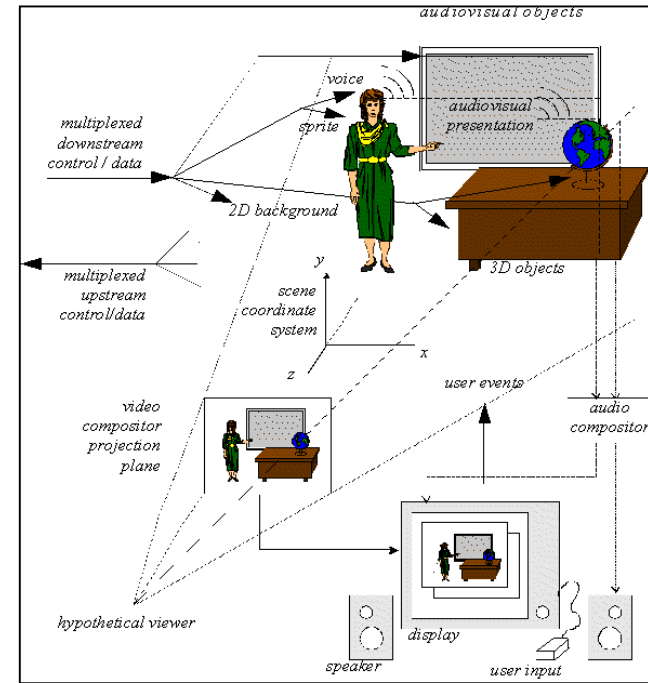 audiovisual objects
voice
sprite
audiovisual
presentation
multiplexed
downstream
control / data
2D background
3D objects
multiplexed
upstream
control/data
y
scene
coordinate
system
x
z
user events
audio
compositor
video
compositor
projection
plane
hypothetical viewer
display
speaker
user input